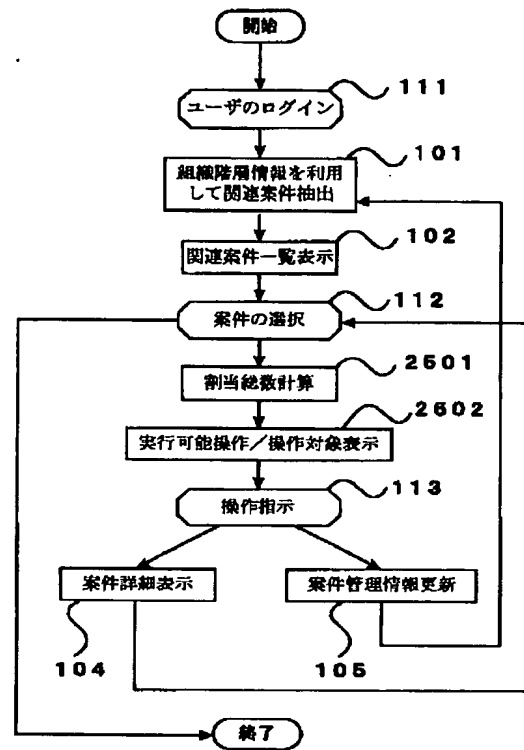 開始
ユーザのログイン
111
組織階層情報を利用
して関連案件抽出
101
関連案件一覧表示
102
案件の選択
112
割当総数計算
2601
実行可能操作／操作対象表示
2602
操作指示
113
案件詳細表示
104
案件管理情報更新
105
終了